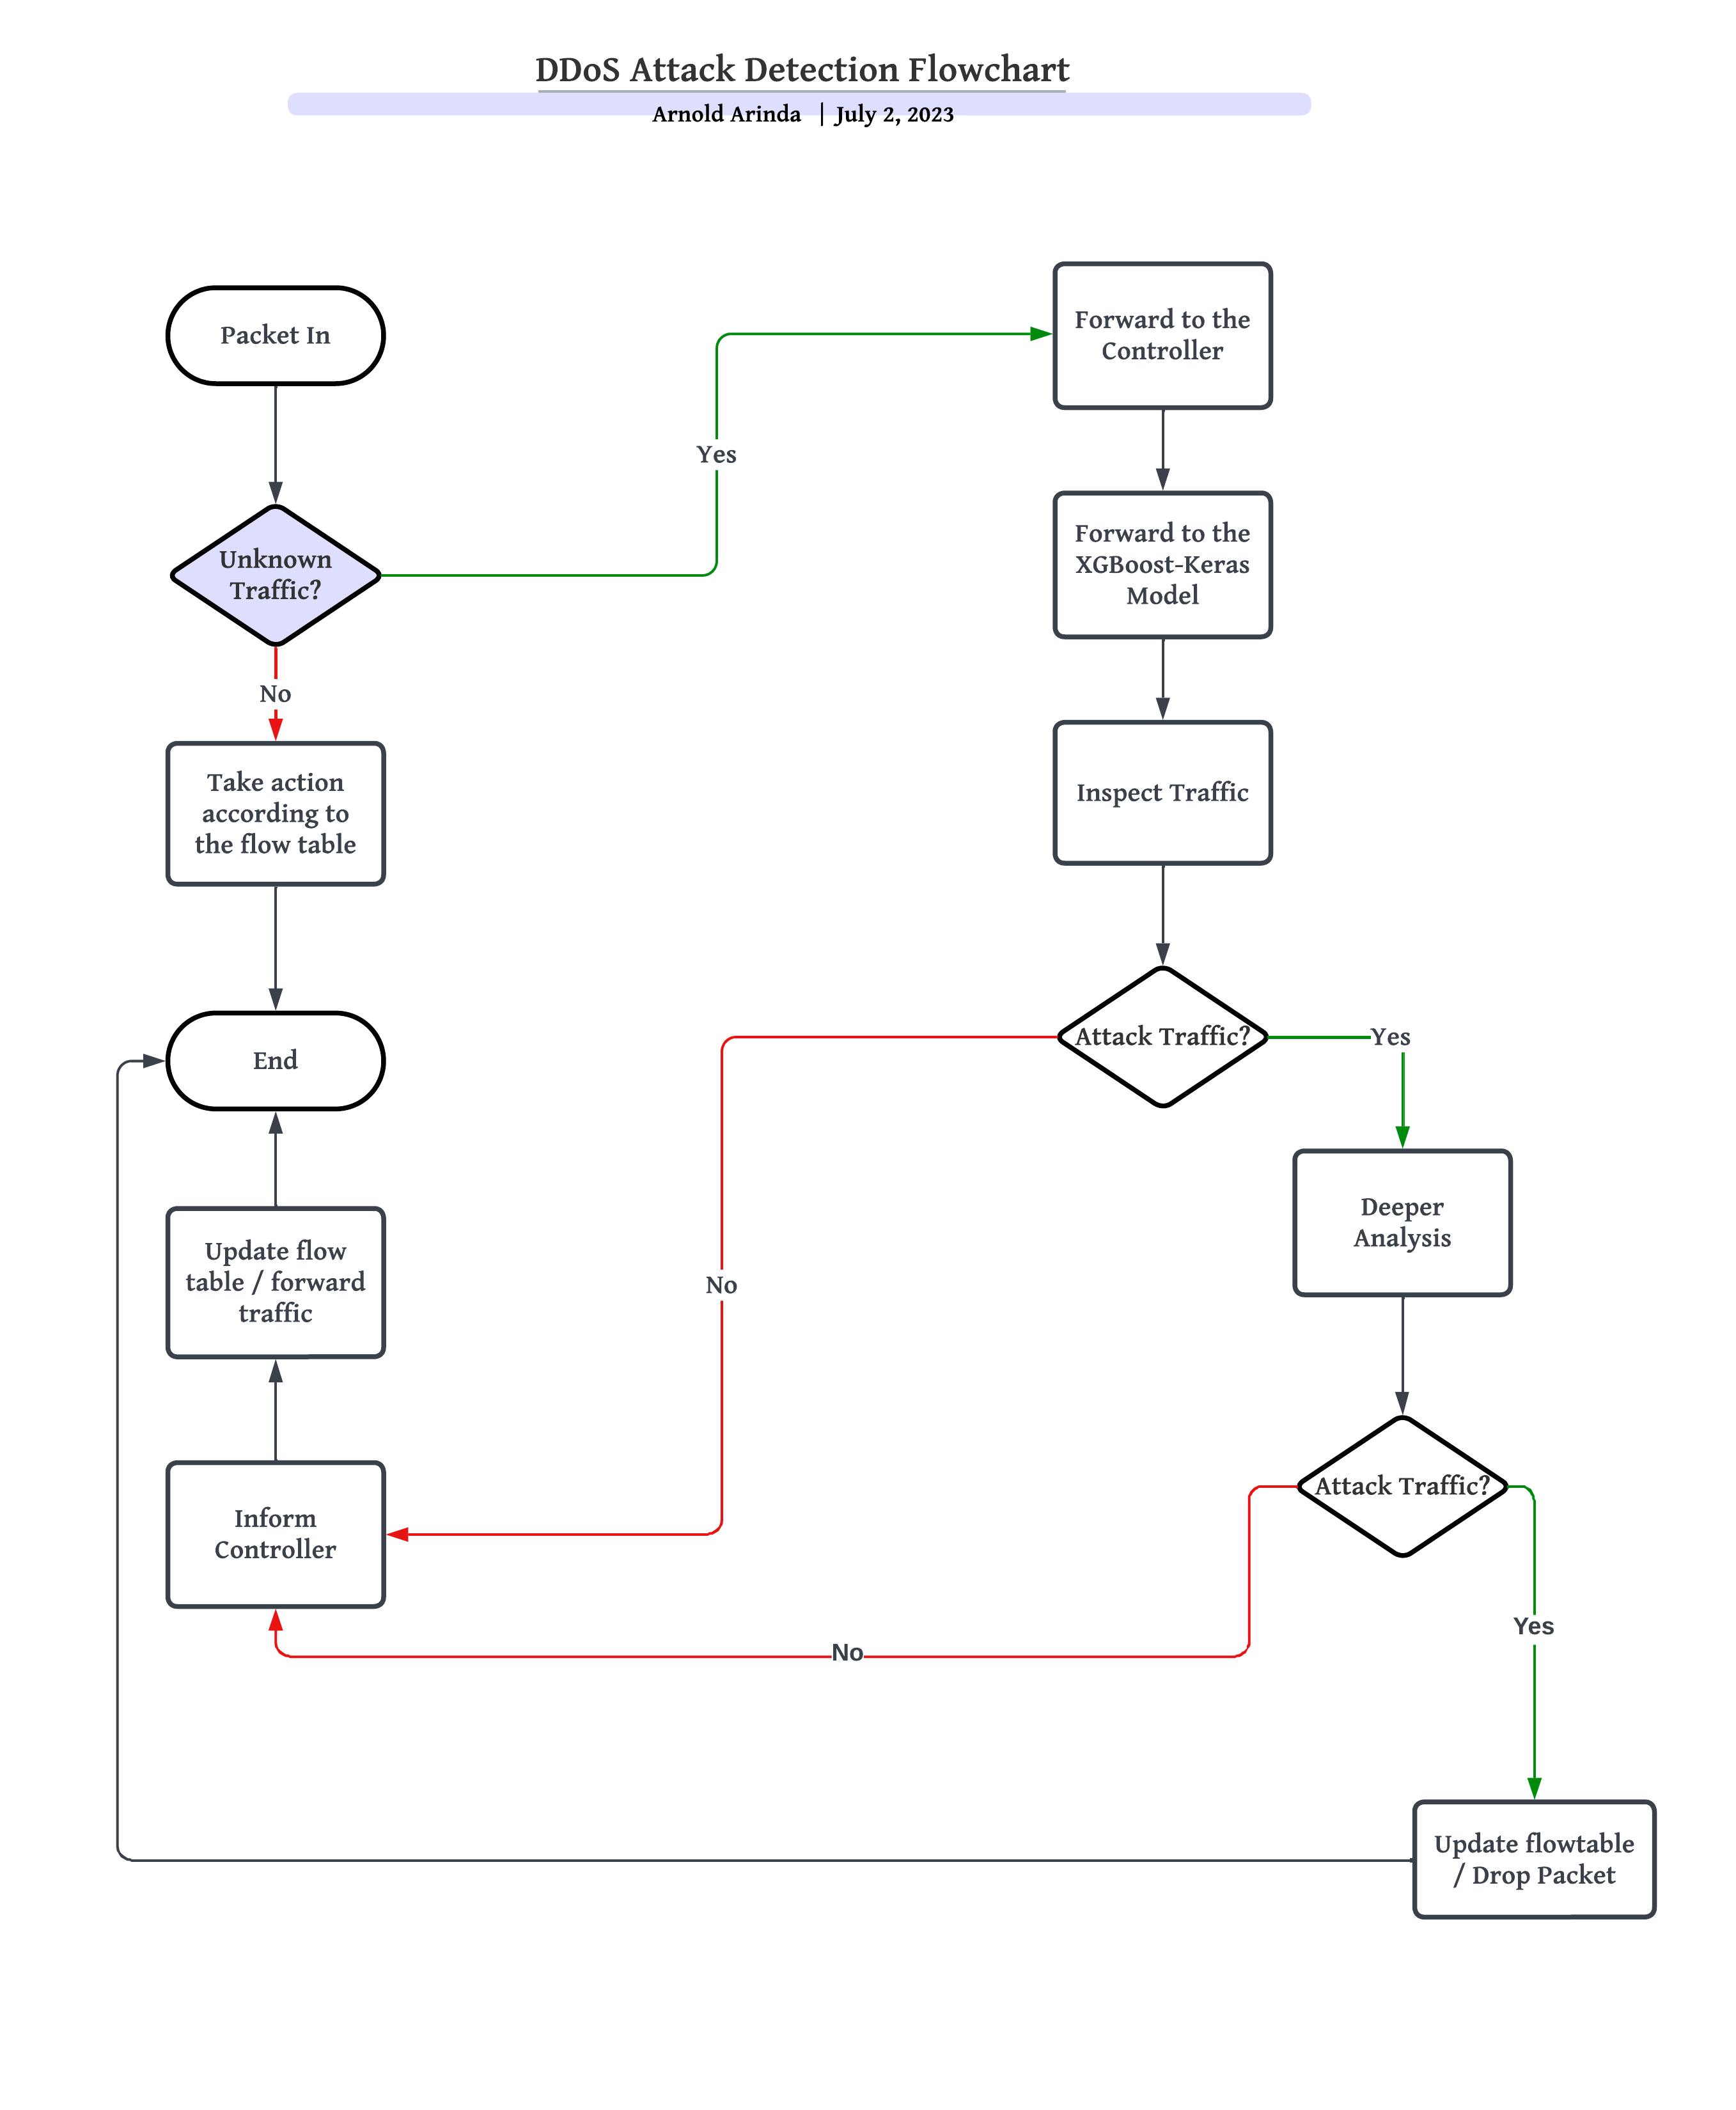 DDoS Attack Detection Flowchart
Arnold Arinda | July 2, 2023
Packet In
Unknown
Traffic?
Yes
No
Take action
according to
the flow table
End
Update flow
table / forward
traffic
Inform
Controller
Forward to the
Controller
Forward to the
XGBoost-Keras
Model
Inspect Traffic
Attack Traffic?
Yes
No
Deeper
Analysis
Attack Traffic?
Yes
No
Update flowtable
/ Drop Packet